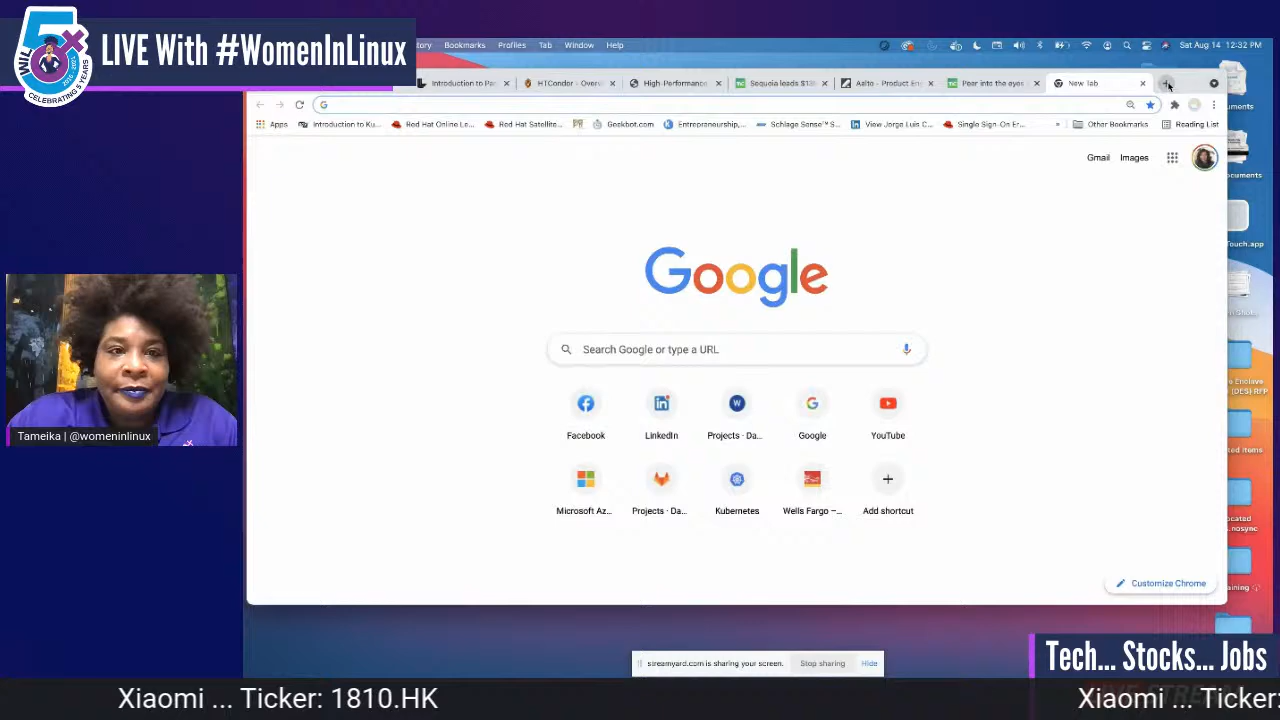 LIVE With #WomenInLinux
5
WIL
CELEBRATING 5 YEARS
Bookmarks Profiles Tab Window Help
Sat Aug 14 12:32 PM
Introduction to Pa
HTCondor - Overv
High-Performance
Sequoia leads $1
Aalto - Product En
Peer into the eyes
New Tab
Apps
Introduction to Ku...
Red Hat Online Le...
Red Hat Satellite...
Geekbot.com
Entrepreneurship,...
Schlage Sense™ S...
View Jorge Luis C...
Single Sign-On Er...
Other Bookmarks
Reading List
Gmail Images
Google
Search Google or type a URL
Facebook
LinkedIn
Projects · Da...
Google
YouTube
Microsoft Az...
Projects · Da...
Kubernetes
Wells Fargo –...
Add shortcut
Customize Chrome
Tameika | @womeninlinux
streamyard.com is sharing your screen.
Stop sharing
Hide
Tech... Stocks... Jobs
Xiaomi ... Ticker: 1810.HK
Xiaomi ... Ticker: